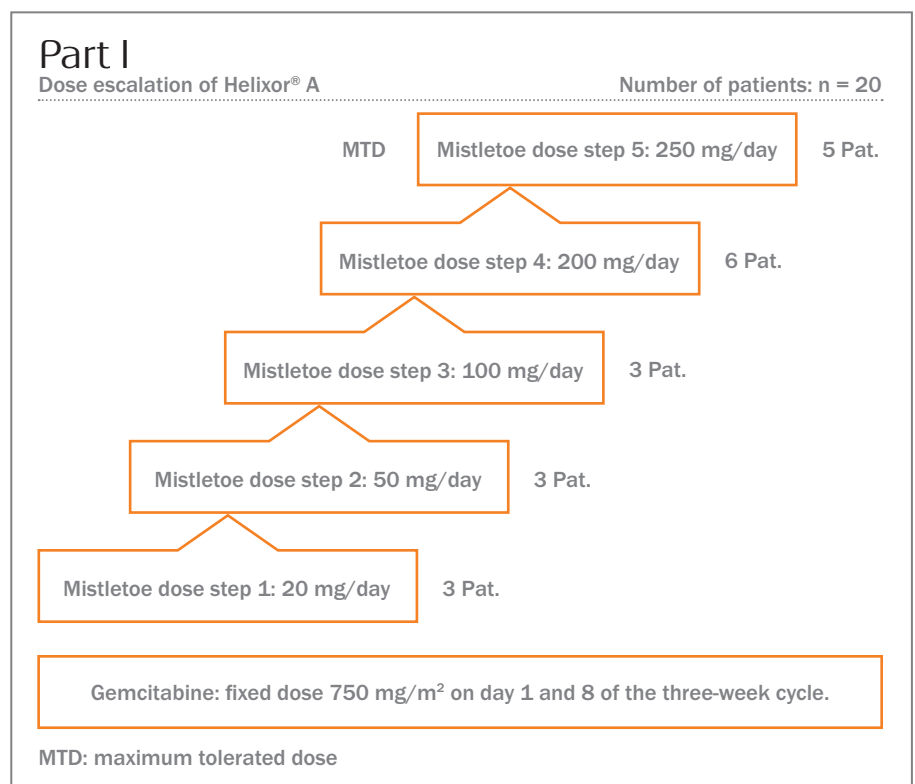 Part I
Dose escalation of Helixor® A Number of patients: n = 20
MTD Mistletoe dose step 5: 250 mg/day 5 Pat.
Mistletoe dose step 4: 200 mg/day 6 Pat.
Mistletoe dose step 3: 100 mg/day 3 Pat.
Mistletoe dose step 2: 50 mg/day 3 Pat.
Mistletoe dose step 1: 20 mg/day 3 Pat.
Gemcitabine: fixed dose 750 mg/m² on day 1 and 8 of the three-week cycle.
MTD: maximum tolerated dose